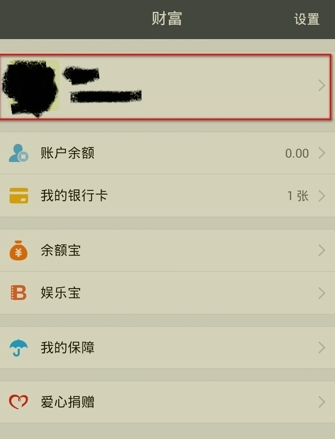 财富 设置
账户余额 0.00
我的银行卡 1 张
余额宝
娱乐宝
我的保障
爱心捐赠